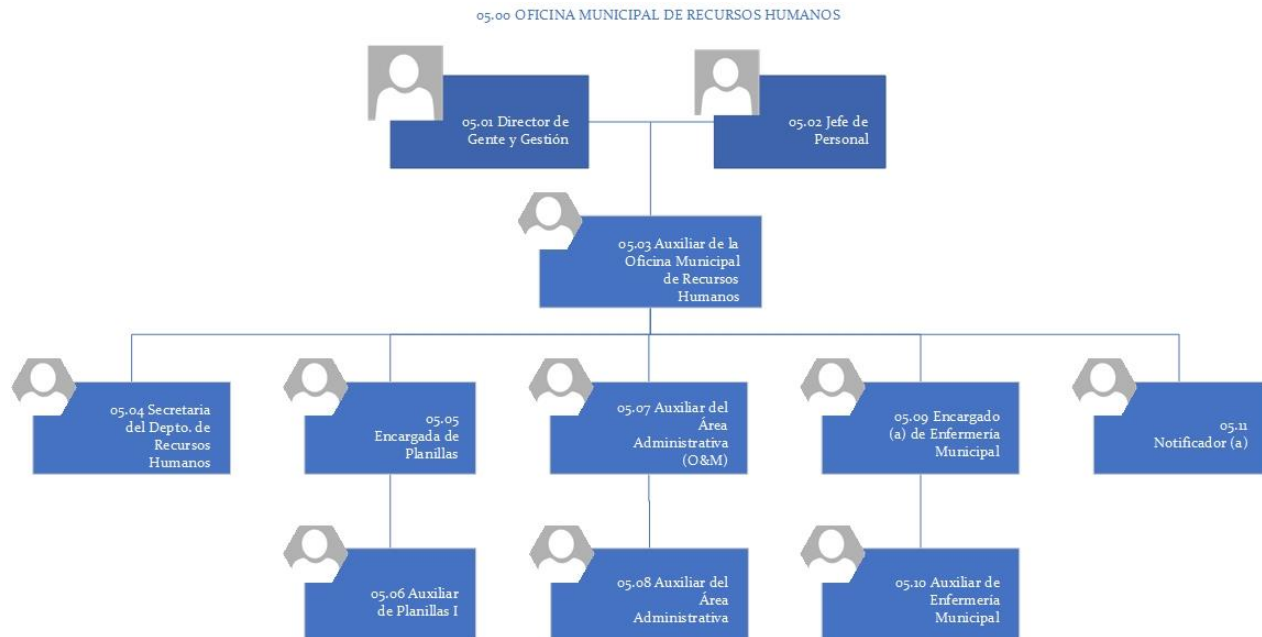 05.00 OFICINA MUNICIPAL DE RECURSOS HUMANOS
05.01 Director de
Gente y Gestión
05.02 Jefe de
Personal
05.03 Auxiliar de la
Oficina Municipal
de Recursos
Humanos
05.04 Secretaria
del Depto. de
Recursos
Humanos
05.05
Encargada de
Planillas
05.07 Auxiliar del
Área
Administrativa
(O&M)
05.09 Encargado
(a) de Enfermería
Municipal
05.11
Notificador (a)
05.06 Auxiliar
de Planillas I
05.08 Auxiliar del
Área
Administrativa
05.10 Auxiliar de
Enfermería
Municipal